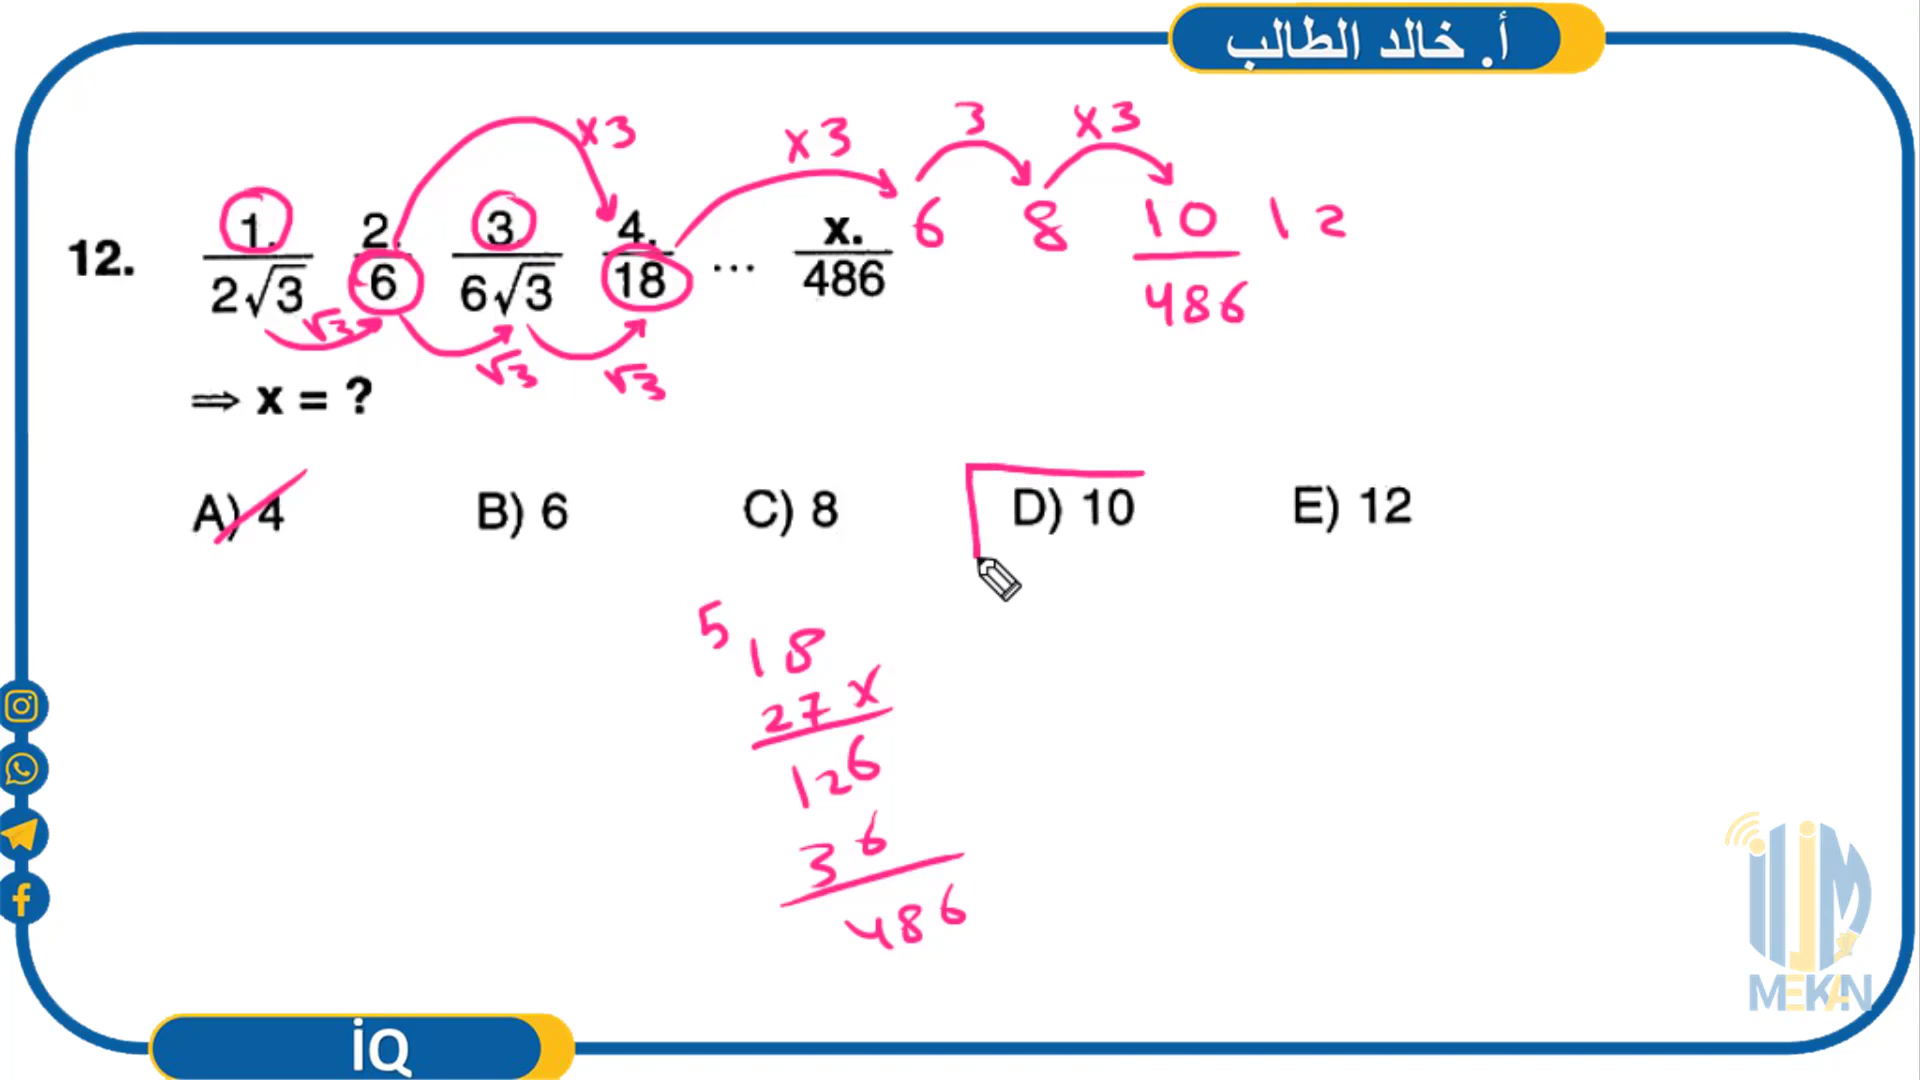 أ. خالد الطالب
x3 x3 3 x3
12. 1. 2. 3. 4. x. 6 8 10 12
2√3 6 6√3 18 ... 486 486
√3 √3 √3
⇒ x = ?
A) 4 B) 6 C) 8 D) 10 E) 12
5
18
27 x
126
36
486
MEKAN
İQ